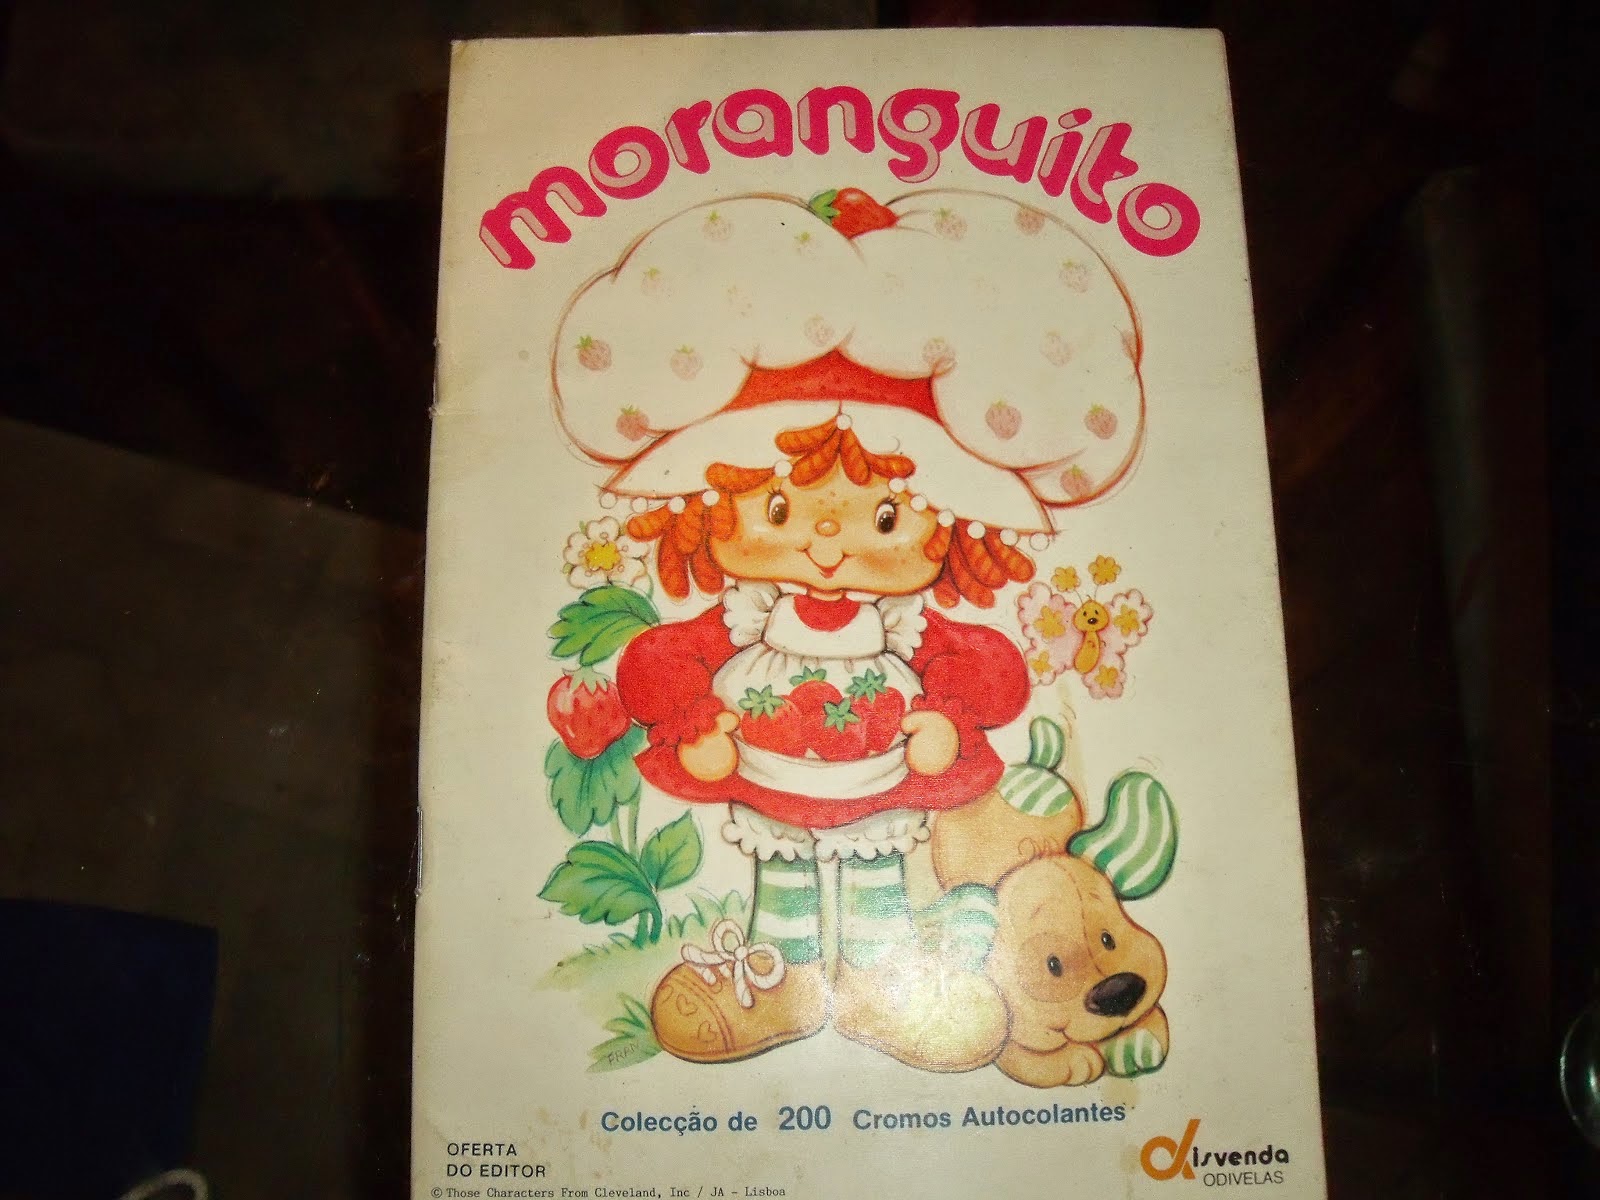 moranguito
FRAN
Colecção de 200 Cromos Autocolantes
OFERTA
DO EDITOR
disvenda
ODIVELAS
© Those Characters From Cleveland, Inc / JA - Lisboa